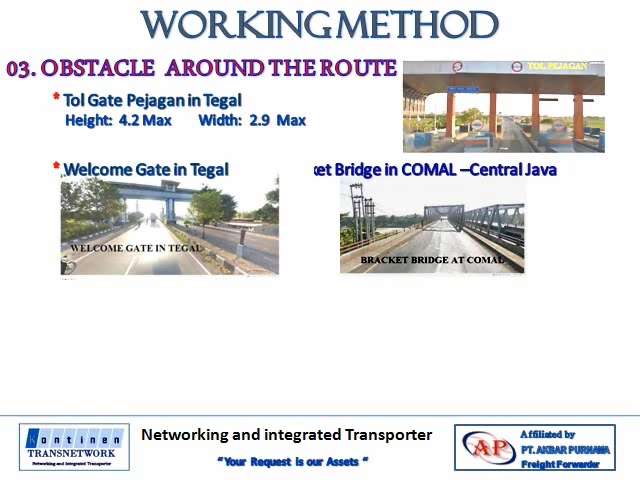 WORKING METHOD
03. OBSTACLE AROUND THE ROUTE
TOL PEJAGAN
* Tol Gate Pejagan in Tegal
Height: 4.2 Max Width: 2.9 Max
* Welcome Gate in Tegal
ket Bridge in COMAL –Central Java
WELCOME GATE IN TEGAL
BRACKET BRIDGE AT COMAL
Kontinen
TRANSNETWORK
Networking and Integrated Transporter
Networking and integrated Transporter
“Your Request is our Assets “
AP
Affiliated by
PT. AKBAR PURNAMA
Freight Forwarder